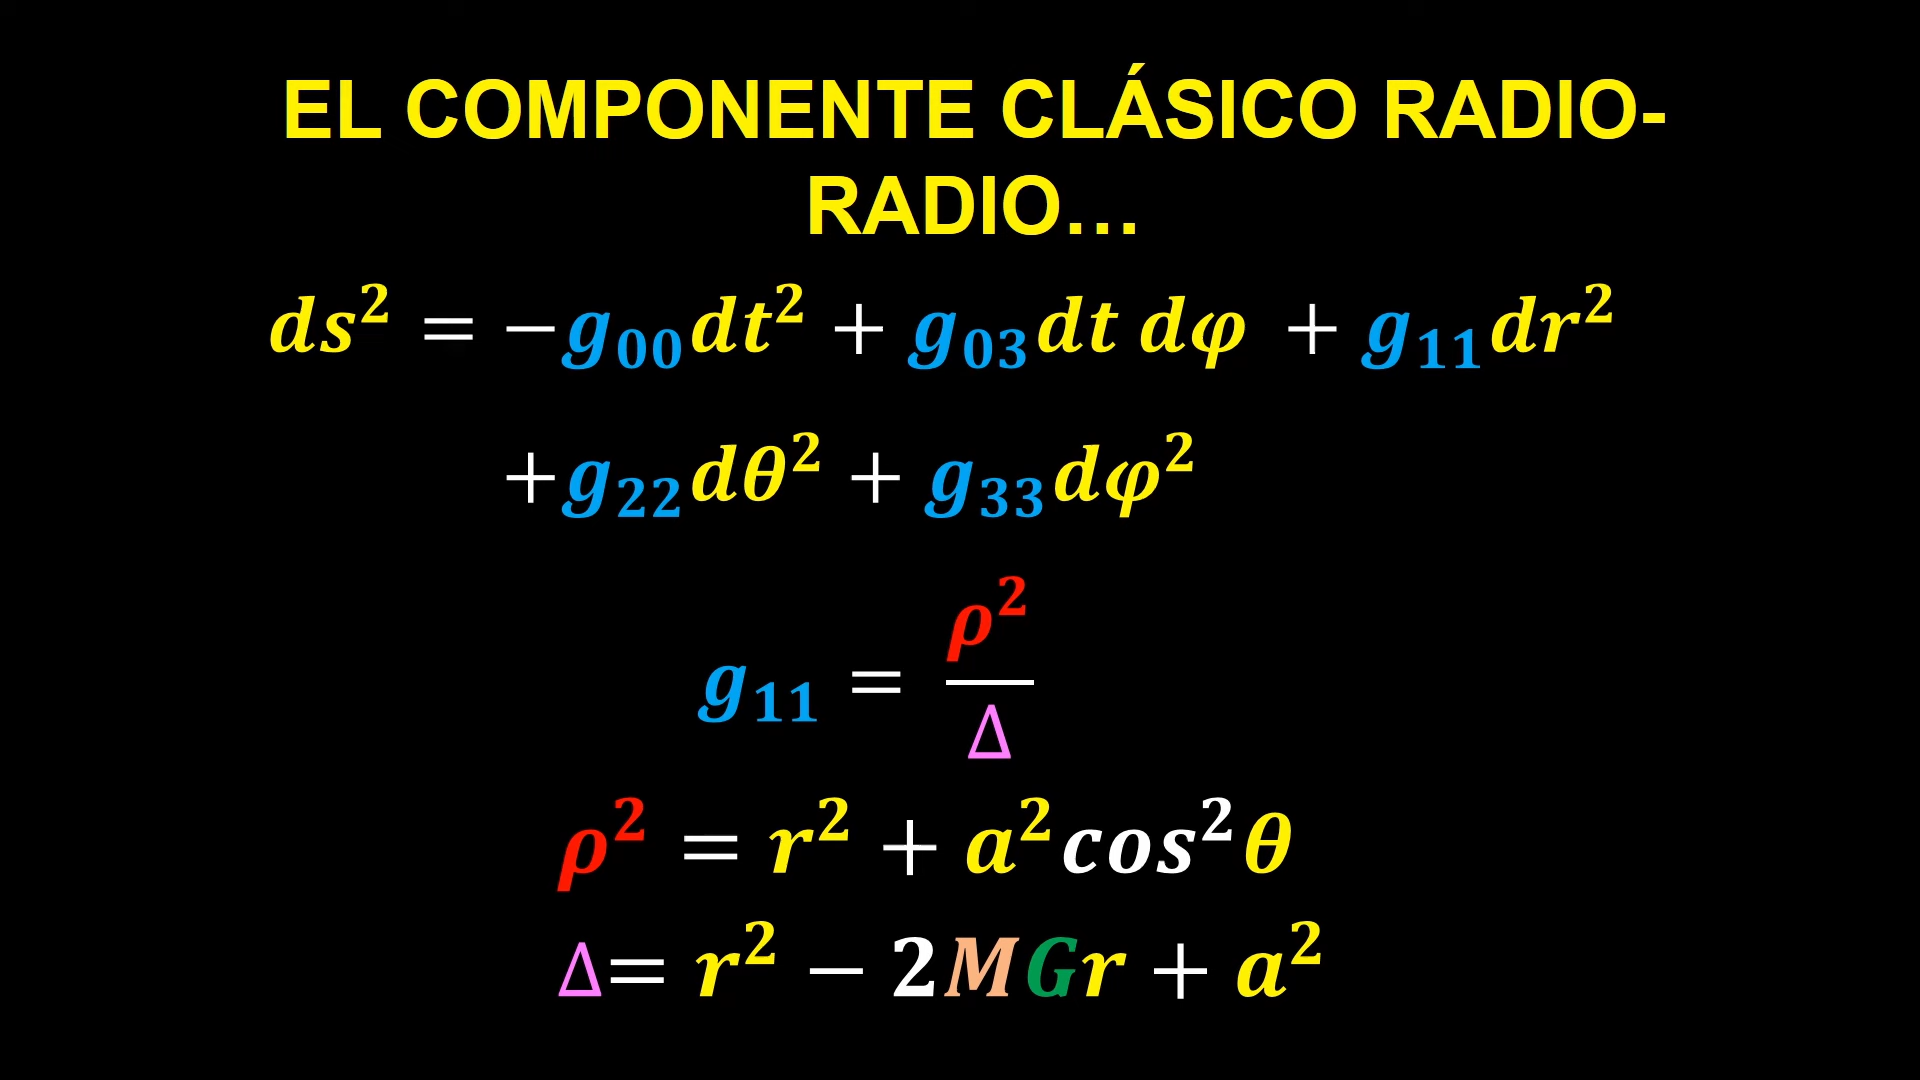 EL COMPONENTE CLÁSICO RADIO-
RADIO…
ds² = −g₀₀dt² + g₀₃dt dφ + g₁₁dr²
+g₂₂dθ² + g₃₃dφ²
g₁₁ = ρ²/Δ
ρ² = r² + a²cos²θ
Δ= r² − 2MGr + a²